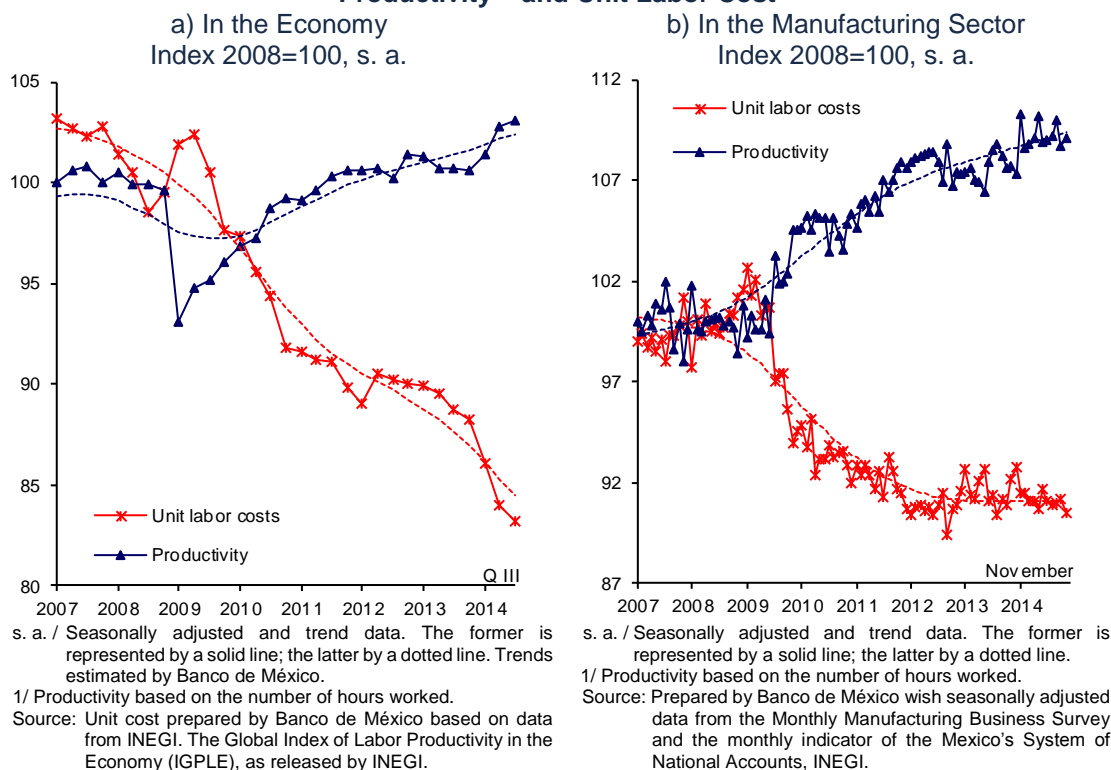 a) In the Economy
Index 2008=100, s. a.
105
100
95
90
85
80
Unit labor costs
Productivity
Q III
2007 2008 2009 2010 2011 2012 2013 2014
s. a. / Seasonally adjusted and trend data. The former is
represented by a solid line; the latter by a dotted line. Trends
estimated by Banco de México.
1/ Productivity based on the number of hours worked.
Source: Unit cost prepared by Banco de México based on data
from INEGI. The Global Index of Labor Productivity in the
Economy (IGPLE), as released by INEGI.
b) In the Manufacturing Sector
Index 2008=100, s. a.
112
107
102
97
92
87
Unit labor costs
Productivity
November
2007 2008 2009 2010 2011 2012 2013 2014
s. a. / Seasonally adjusted and trend data. The former is
represented by a solid line; the latter by a dotted line.
1/ Productivity based on the number of hours worked.
Source: Prepared by Banco de México wish seasonally adjusted
data from the Monthly Manufacturing Business Survey
and the monthly indicator of the Mexico's System of
National Accounts, INEGI.